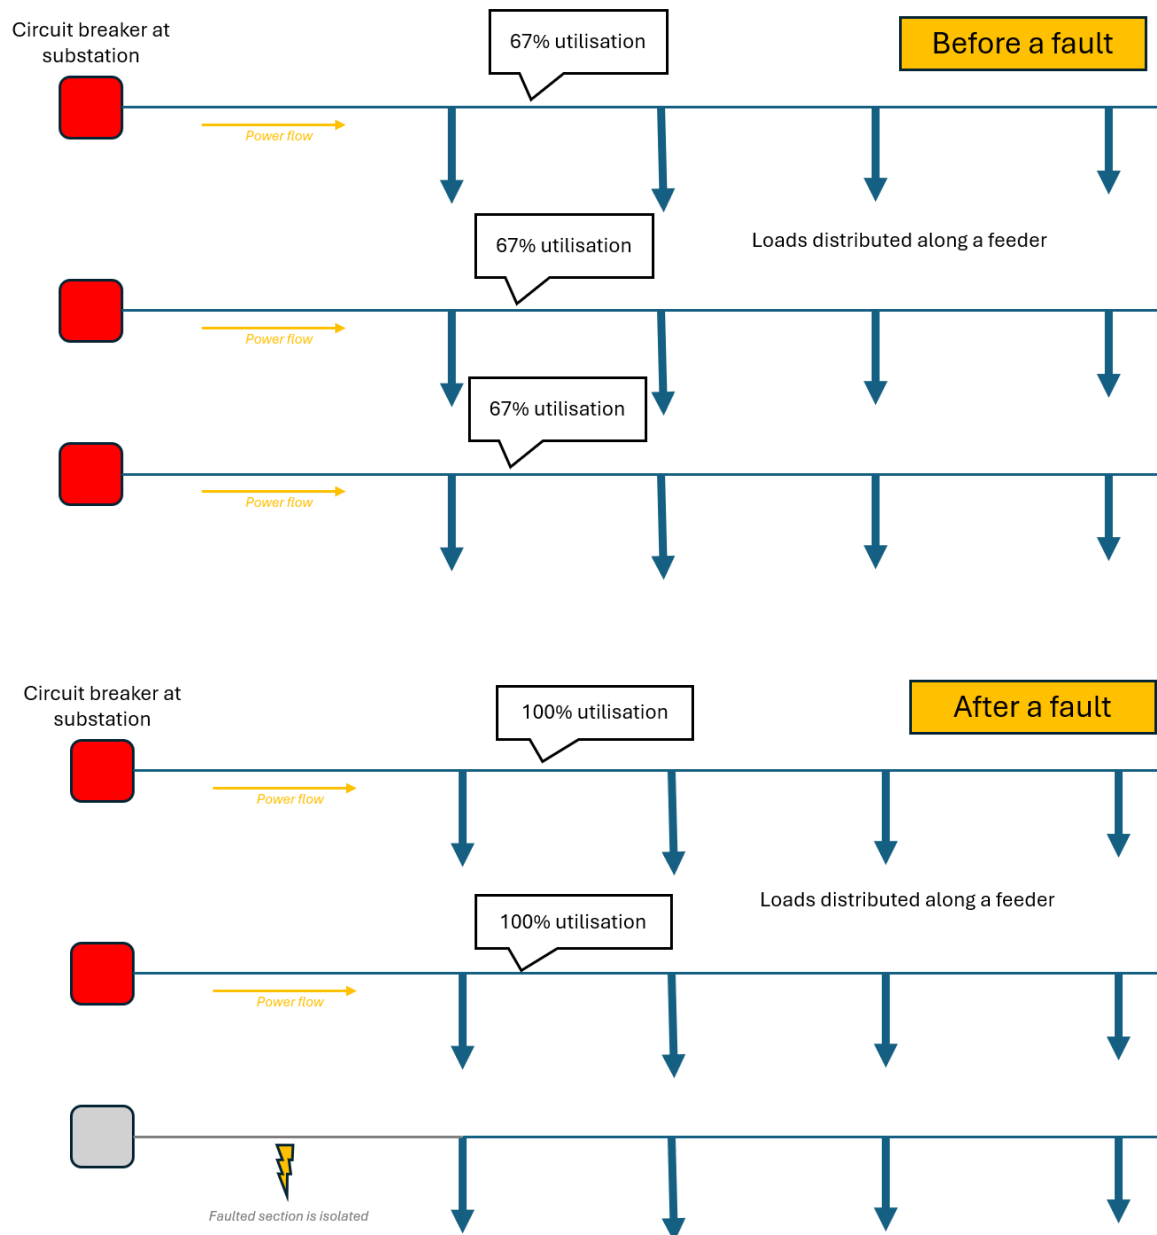 Circuit breaker at
substation
67% utilisation
Before a fault
Power flow
67% utilisation
Loads distributed along a feeder
Power flow
67% utilisation
Power flow
Circuit breaker at
substation
100% utilisation
After a fault
Power flow
100% utilisation
Loads distributed along a feeder
Power flow
Faulted section is isolated